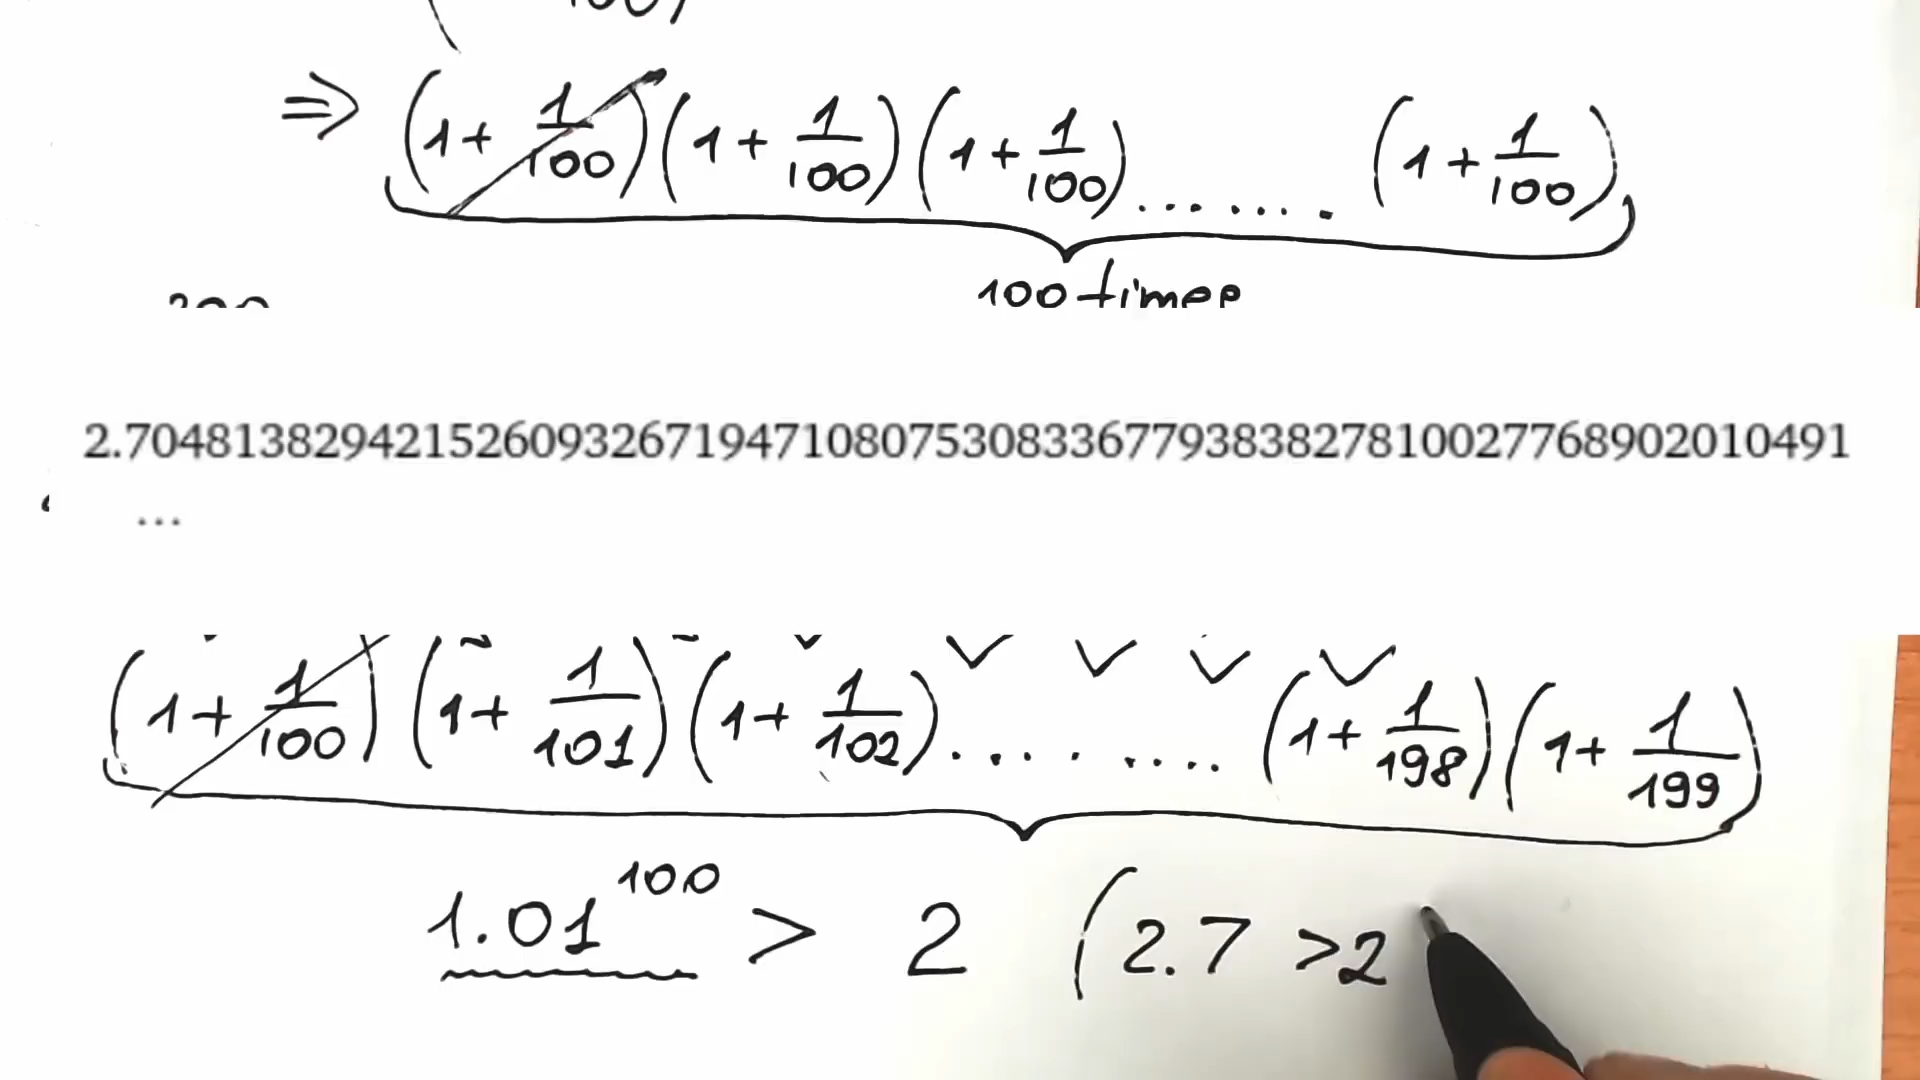 100)
⇒ (1 + 1/100)(1 + 1/100)(1 + 1/100)....... (1 + 1/100)
100 times
200
2.7048138294215260932671947108075308336779383827810027768902010491
...
(1 + 1/100)(1 + 1/101)(1 + 1/102)........(1 + 1/198)(1 + 1/199)
1.01^100 > 2 (2.7 > 2